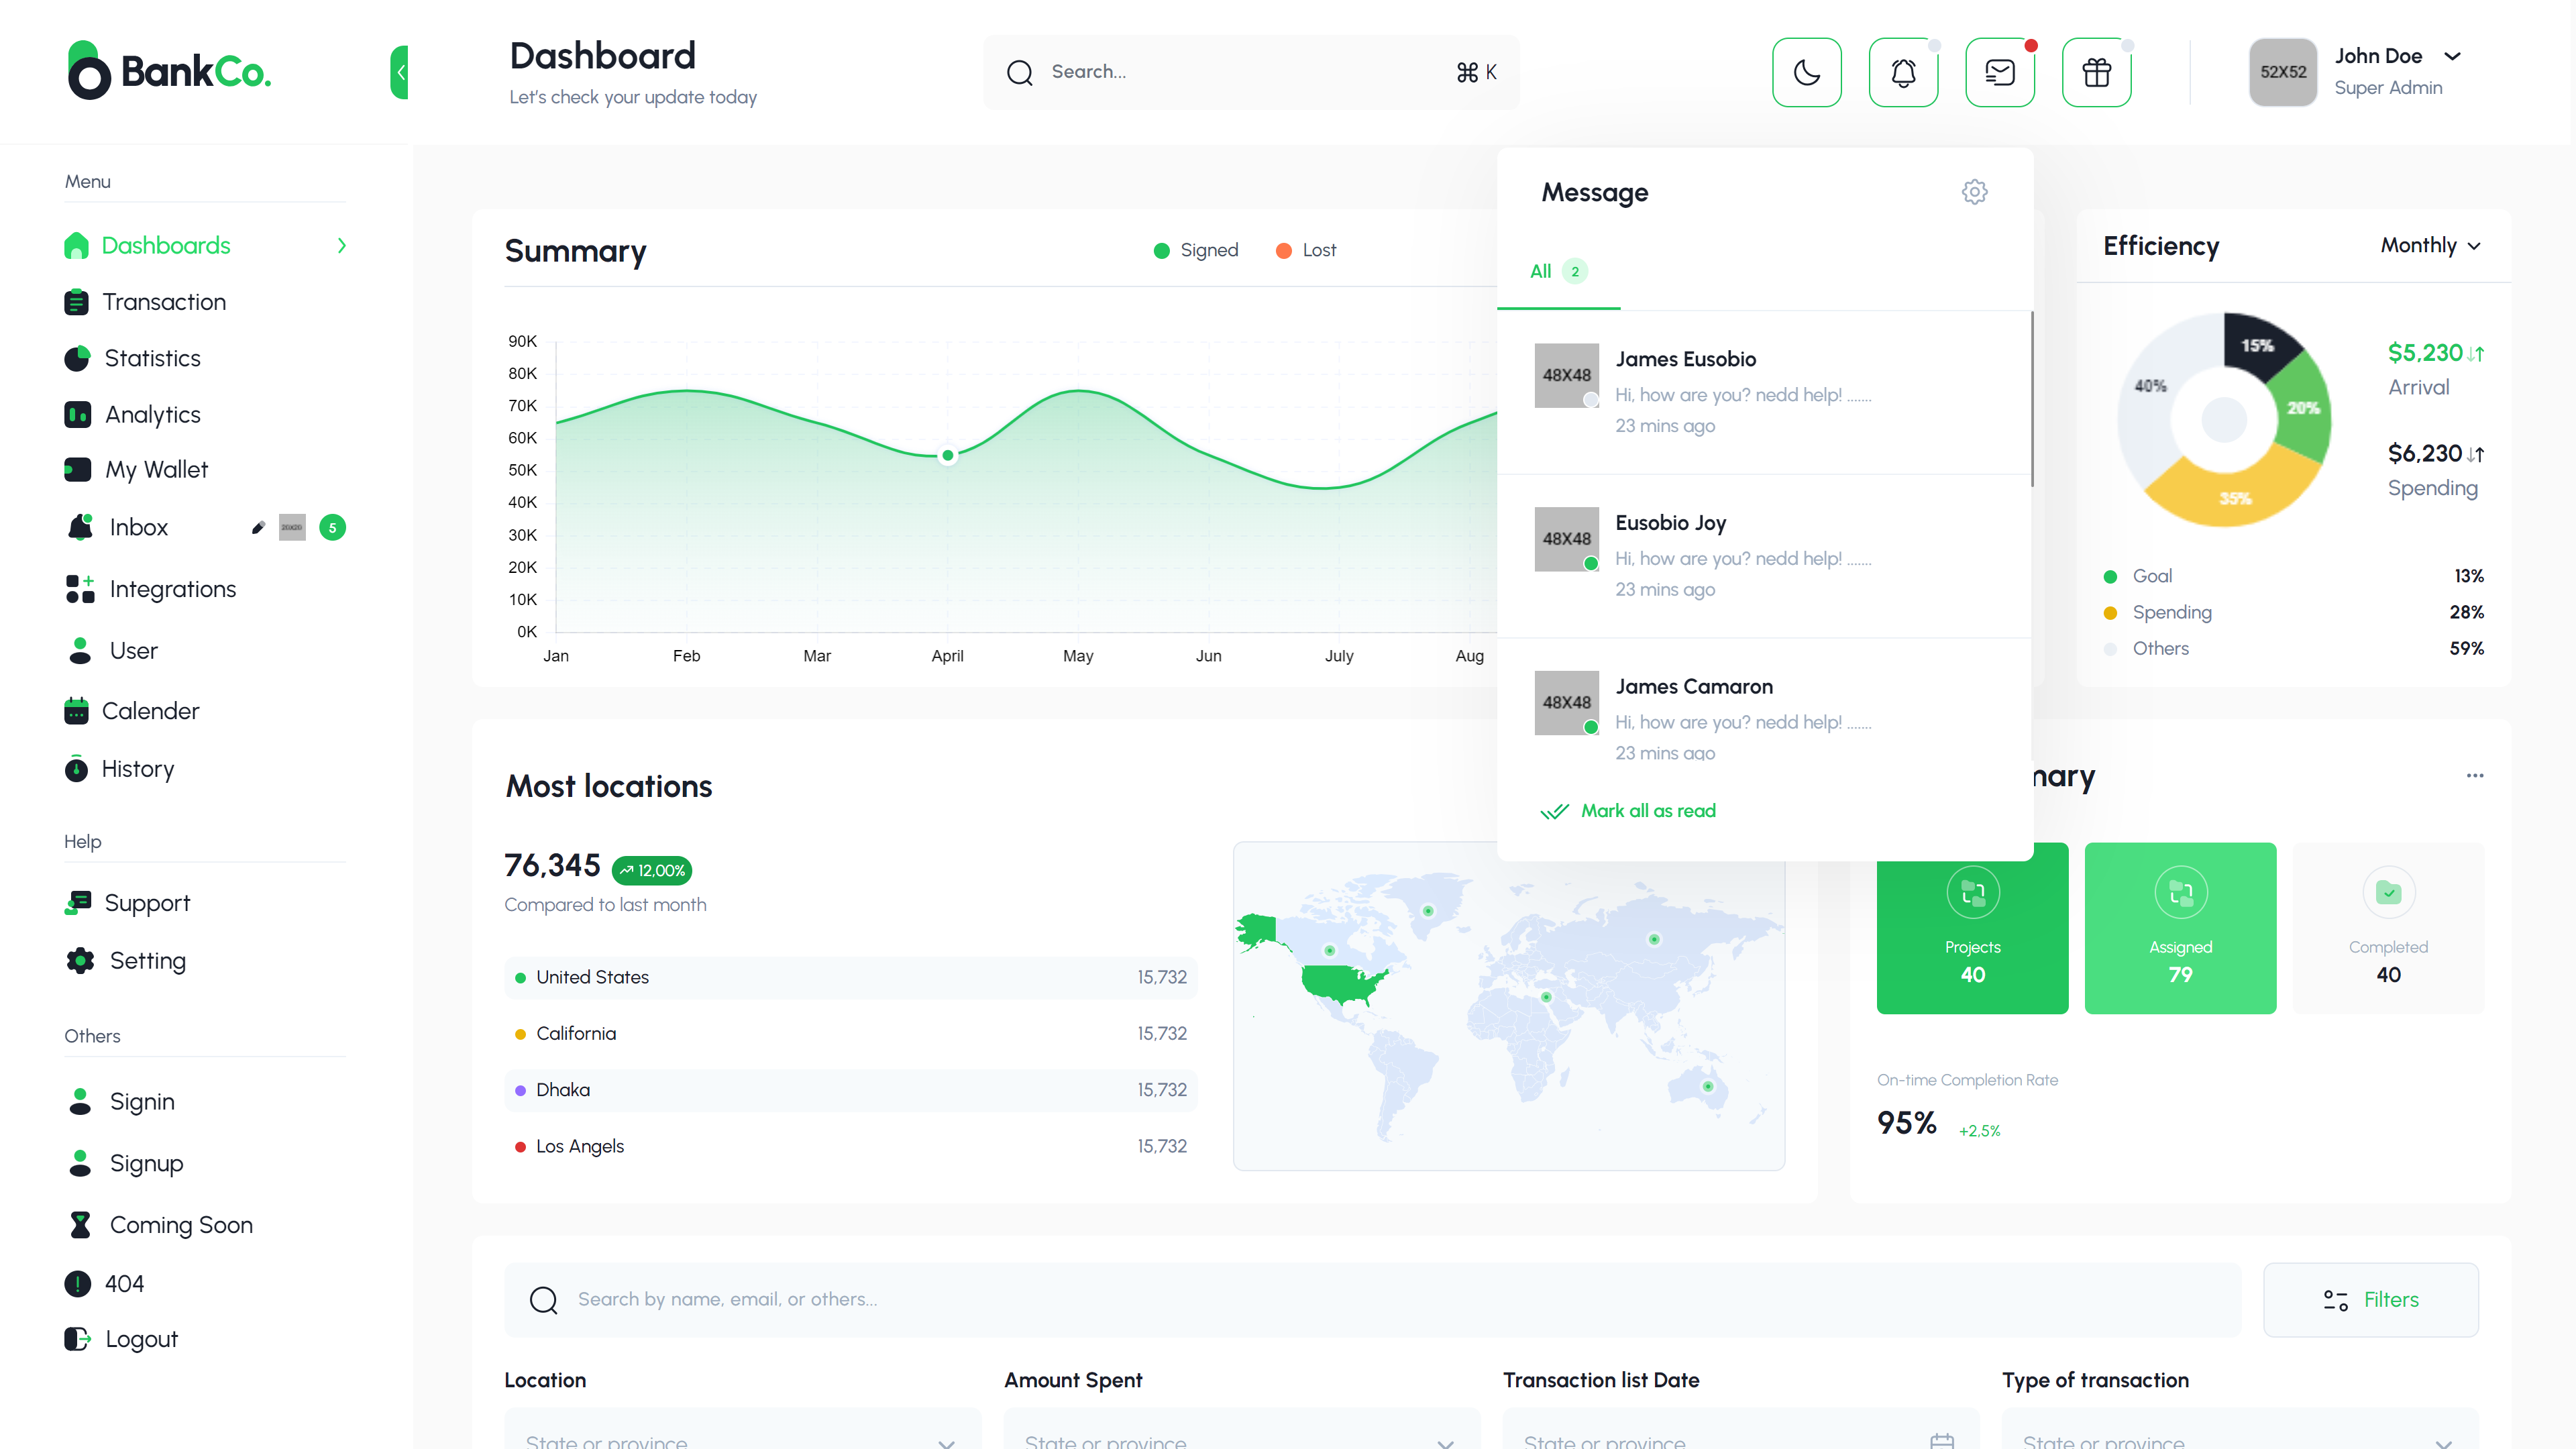 BankCo.
Dashboard
Let's check your update today
Search...
⌘ K
52X52
John Doe
Super Admin
Menu
Dashboards
Transaction
Statistics
Analytics
My Wallet
Inbox
20X20
5
Integrations
User
Calender
History
Help
Support
Setting
Others
Signin
Signup
Coming Soon
404
Logout
Summary
Signed
Lost
90K
80K
70K
60K
50K
40K
30K
20K
10K
0K
Jan
Feb
Mar
April
May
Jun
July
Aug
Message
All
2
48X48
James Eusobio
Hi, how are you? nedd help! .......
23 mins ago
48X48
Eusobio Joy
Hi, how are you? nedd help! .......
23 mins ago
48X48
James Camaron
Hi, how are you? nedd help! .......
23 mins ago
Mark all as read
Efficiency
Monthly
15%
20%
35%
40%
$5,230
Arrival
$6,230
Spending
Goal
13%
Spending
28%
Others
59%
Most locations
76,345
12,00%
Compared to last month
United States
15,732
California
15,732
Dhaka
15,732
Los Angels
15,732
mary
...
Projects
40
Assigned
79
Completed
40
On-time Completion Rate
95%
+2,5%
Search by name, email, or others...
Filters
Location
Amount Spent
Transaction list Date
Type of transaction
State or province
State or province
State or province
State or province